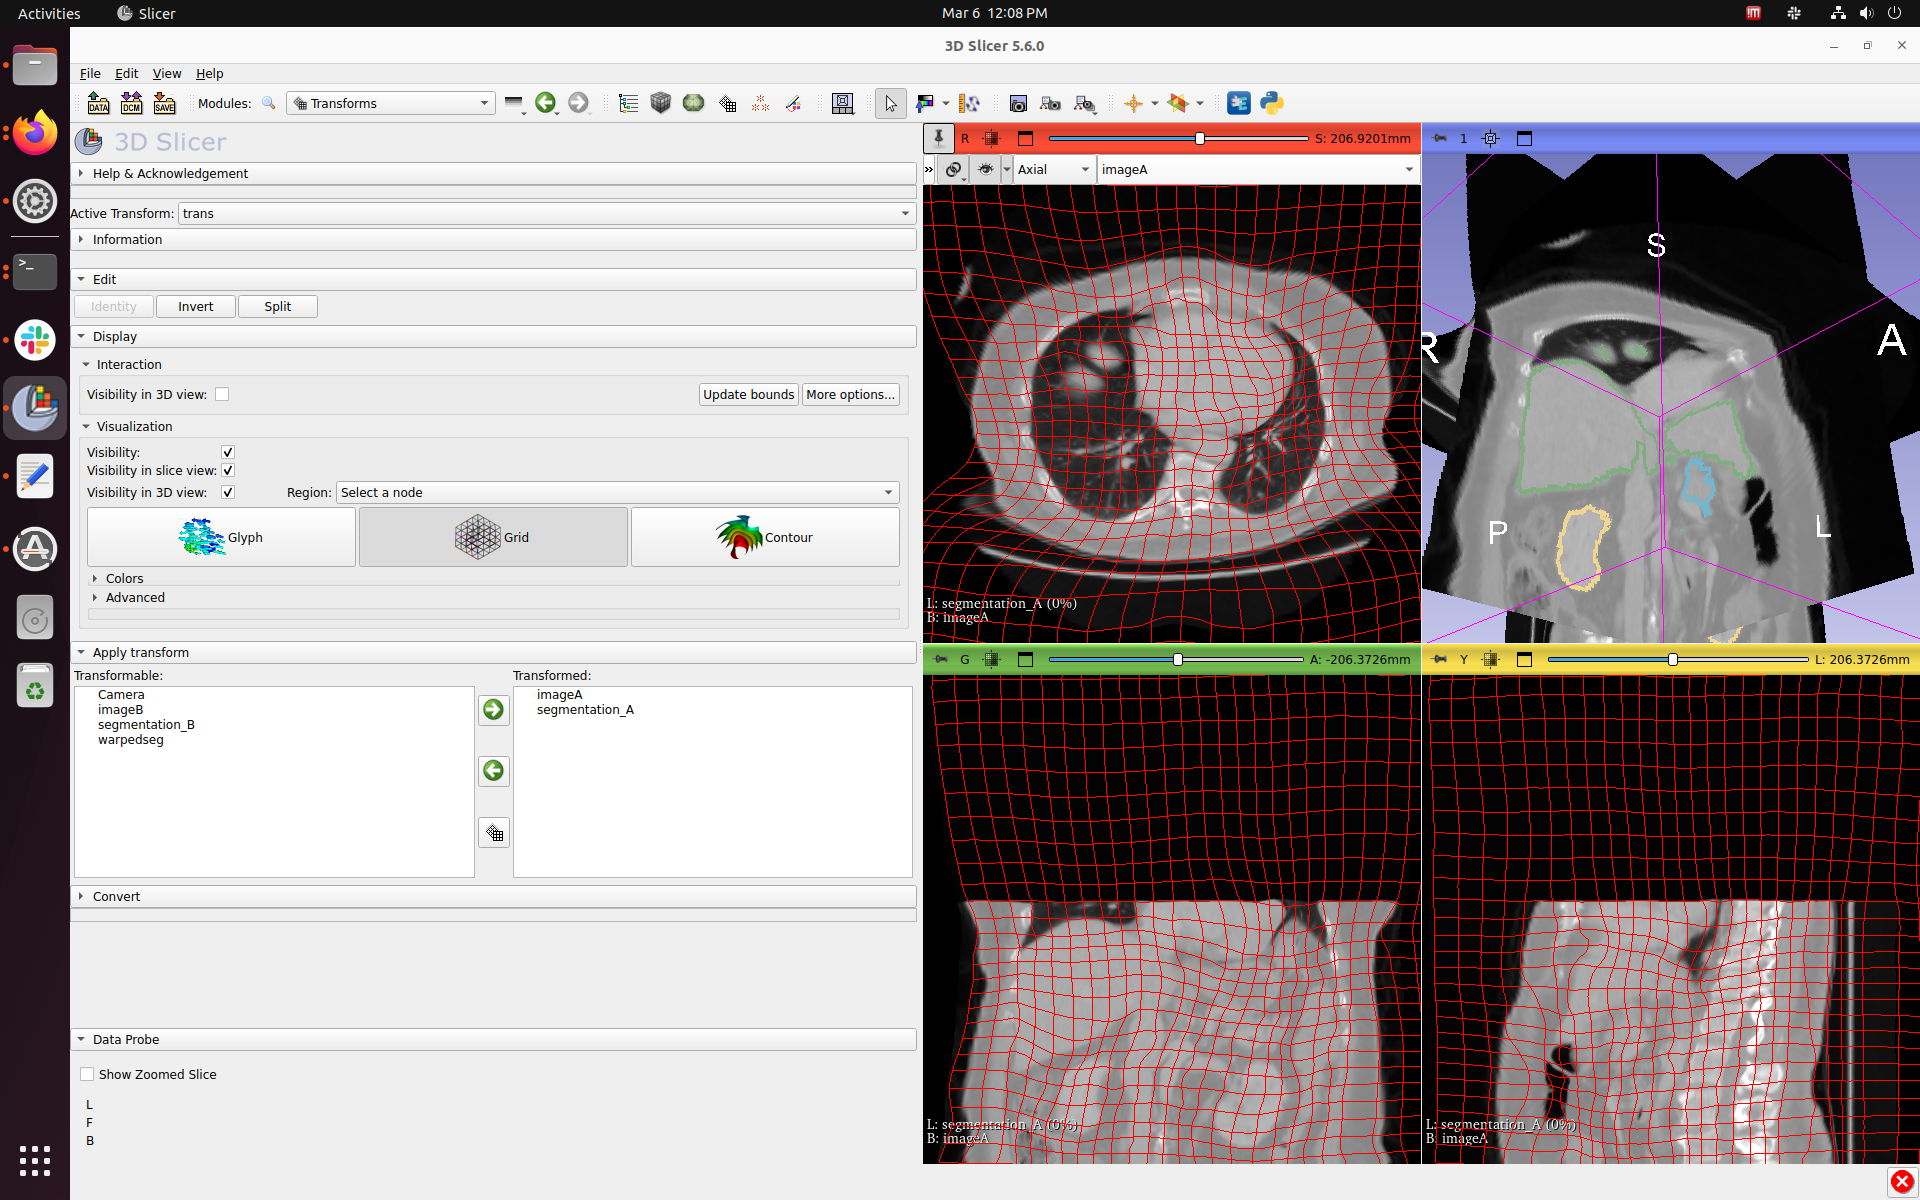 Activities
Slicer
Mar 6 12:08 PM
3D Slicer 5.6.0
File Edit View Help
DATA DCM SAVE Modules: Transforms
3D Slicer
Help & Acknowledgement
Active Transform: trans
Information
Edit
Identity Invert Split
Display
Interaction
Visibility in 3D view: Update bounds More options...
Visualization
Visibility:
Visibility in slice view:
Visibility in 3D view: Region: Select a node
Glyph Grid Contour
Colors
Advanced
Apply transform
Transformable: Transformed:
Camera
imageB
segmentation_B
warpedseg
imageA
segmentation_A
Convert
Data Probe
Show Zoomed Slice
L
F
B
R S: 206.9201mm
» Axial imageA
L: segmentation_A (0%)
B: imageA
1
S
R
A
P
L
G A: -206.3726mm
L: segmentation_A (0%)
B: imageA
Y L: 206.3726mm
L: segmentation_A (0%)
B: imageA